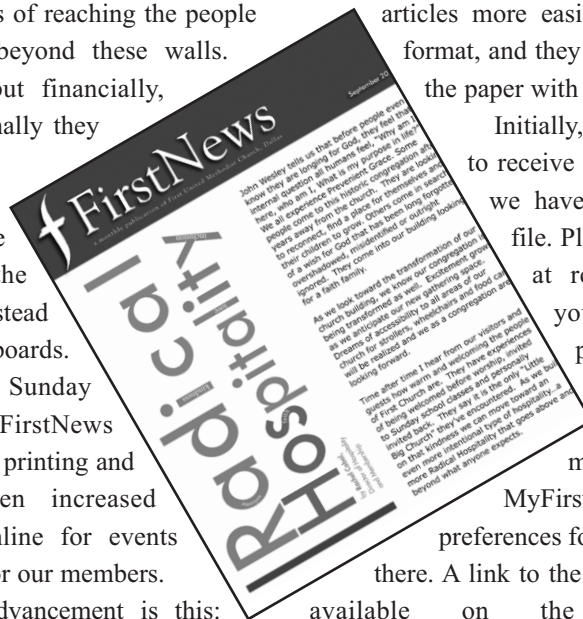 s of reaching the people
beyond these walls.
out financially,
nally they
e
the
stead
boards.
Sunday
FirstNews
printing and
en increased
nline for events
or our members.
dvancement is this:
FirstNews
a monthly publication of First United Methodist Church, Dallas
September 20
Radical
Hospitality
by Rachel
Director of Hospitality
and Membership
John Wesley tells us that before people even
know they are longing for God, they feel that
internal question all humans feel, "Why am I
here, who am I, What is my purpose in life?"
We all experience Prevenient Grace. Some
people come to this historic congregation after
years away from the church. They are looking
to reconnect, find a place for themselves and
their children to grow. Others come in search
of a wish for God that has been long forgotten
overshadowed, misidentified or outright
ignored. They come into our building looking
for a faith family.
As we look toward the transformation of our
church building, we know our congregation is
being transformed as well. Excitement grows
as we anticipate our new gathering space.
Dreams of accessibility to all areas of our
church for strollers, wheelchairs and food cart
will be realized and we as a congregation are
looking forward.
Time after time I hear from our visitors and
guests how warm and welcoming the people
of First Church are. They have experiences
of being welcomed before worship, invited
to Sunday school classes and personally
invited back. They say it is the only "Little
Big Church" they've encountered. As we build
on that kindness we can move toward an
even more intentional type of hospitality...a
more Radical Hospitality that goes above and
beyond what anyone expects.
articles more easi
format, and they
the paper with
Initially,
to receive
we have
file. Pl
at re
you
p
m
MyFirs
preferences fo
there. A link to the
available on the